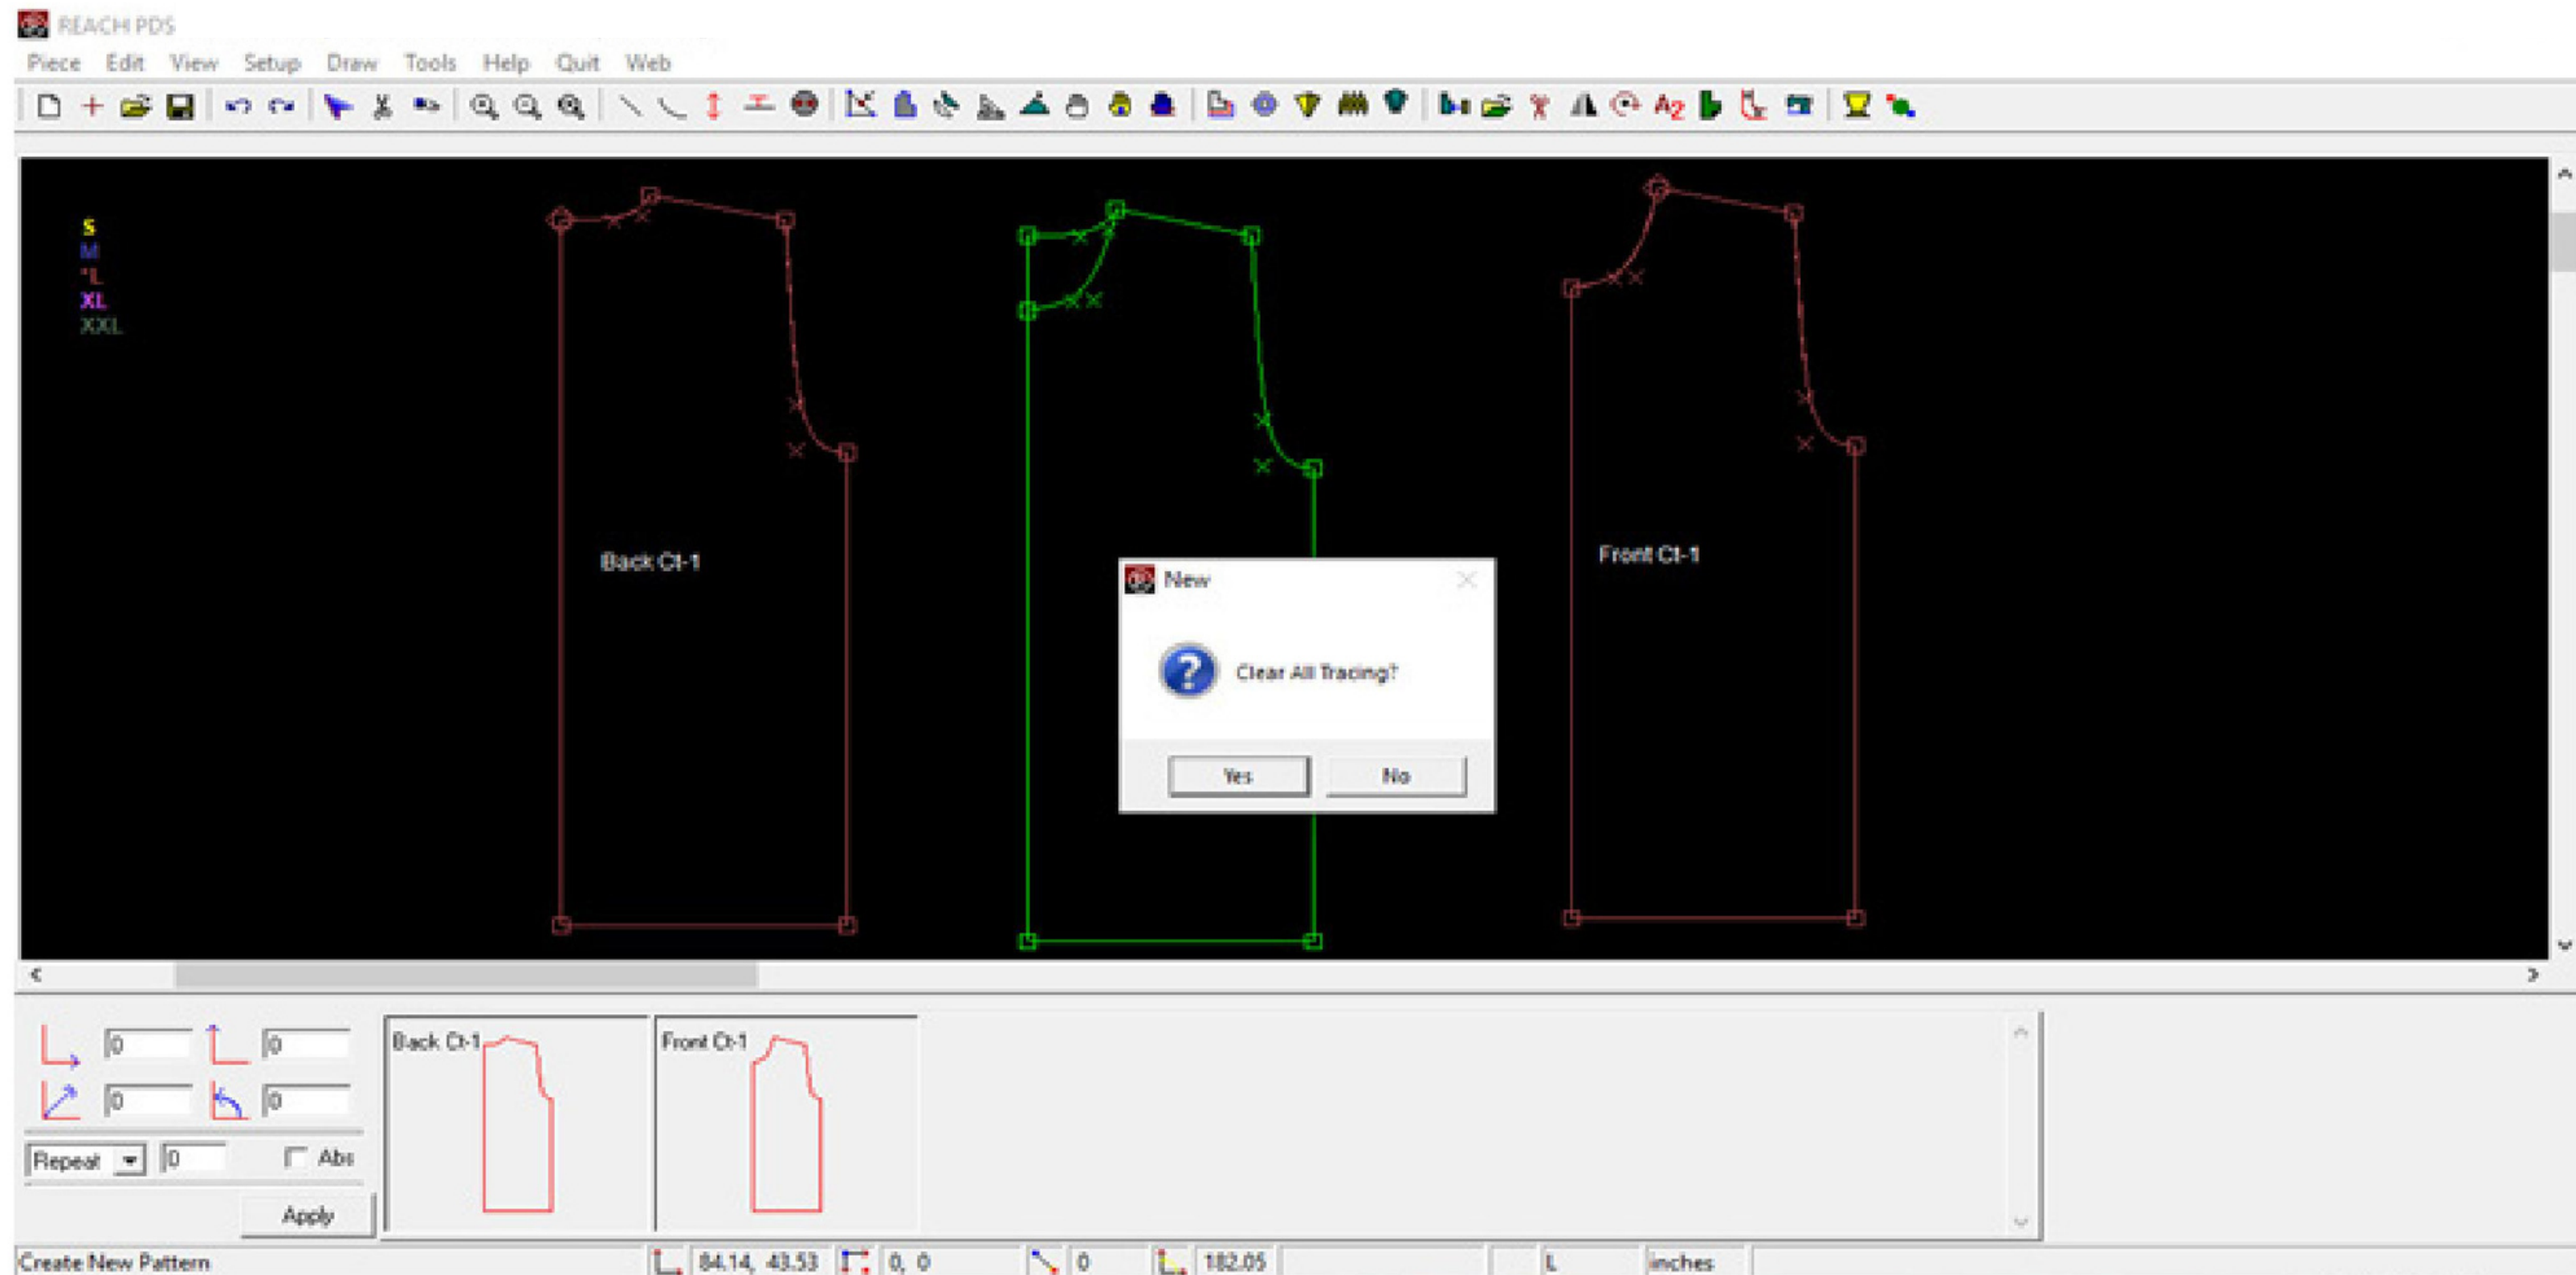 REACH PDS
Piece Edit View Setup Draw Tools Help Quit Web
A2
S
M
*L
XL
XXL
Back Ct-1
Front Ct-1
New
Clear All Tracing?
Yes No
0 0
Back Ct-1
Front Ct-1
0 0
Repeat 0 Abs
Apply
Create New Pattern 84.14, 43.53 0, 0 0 182.05 L inches